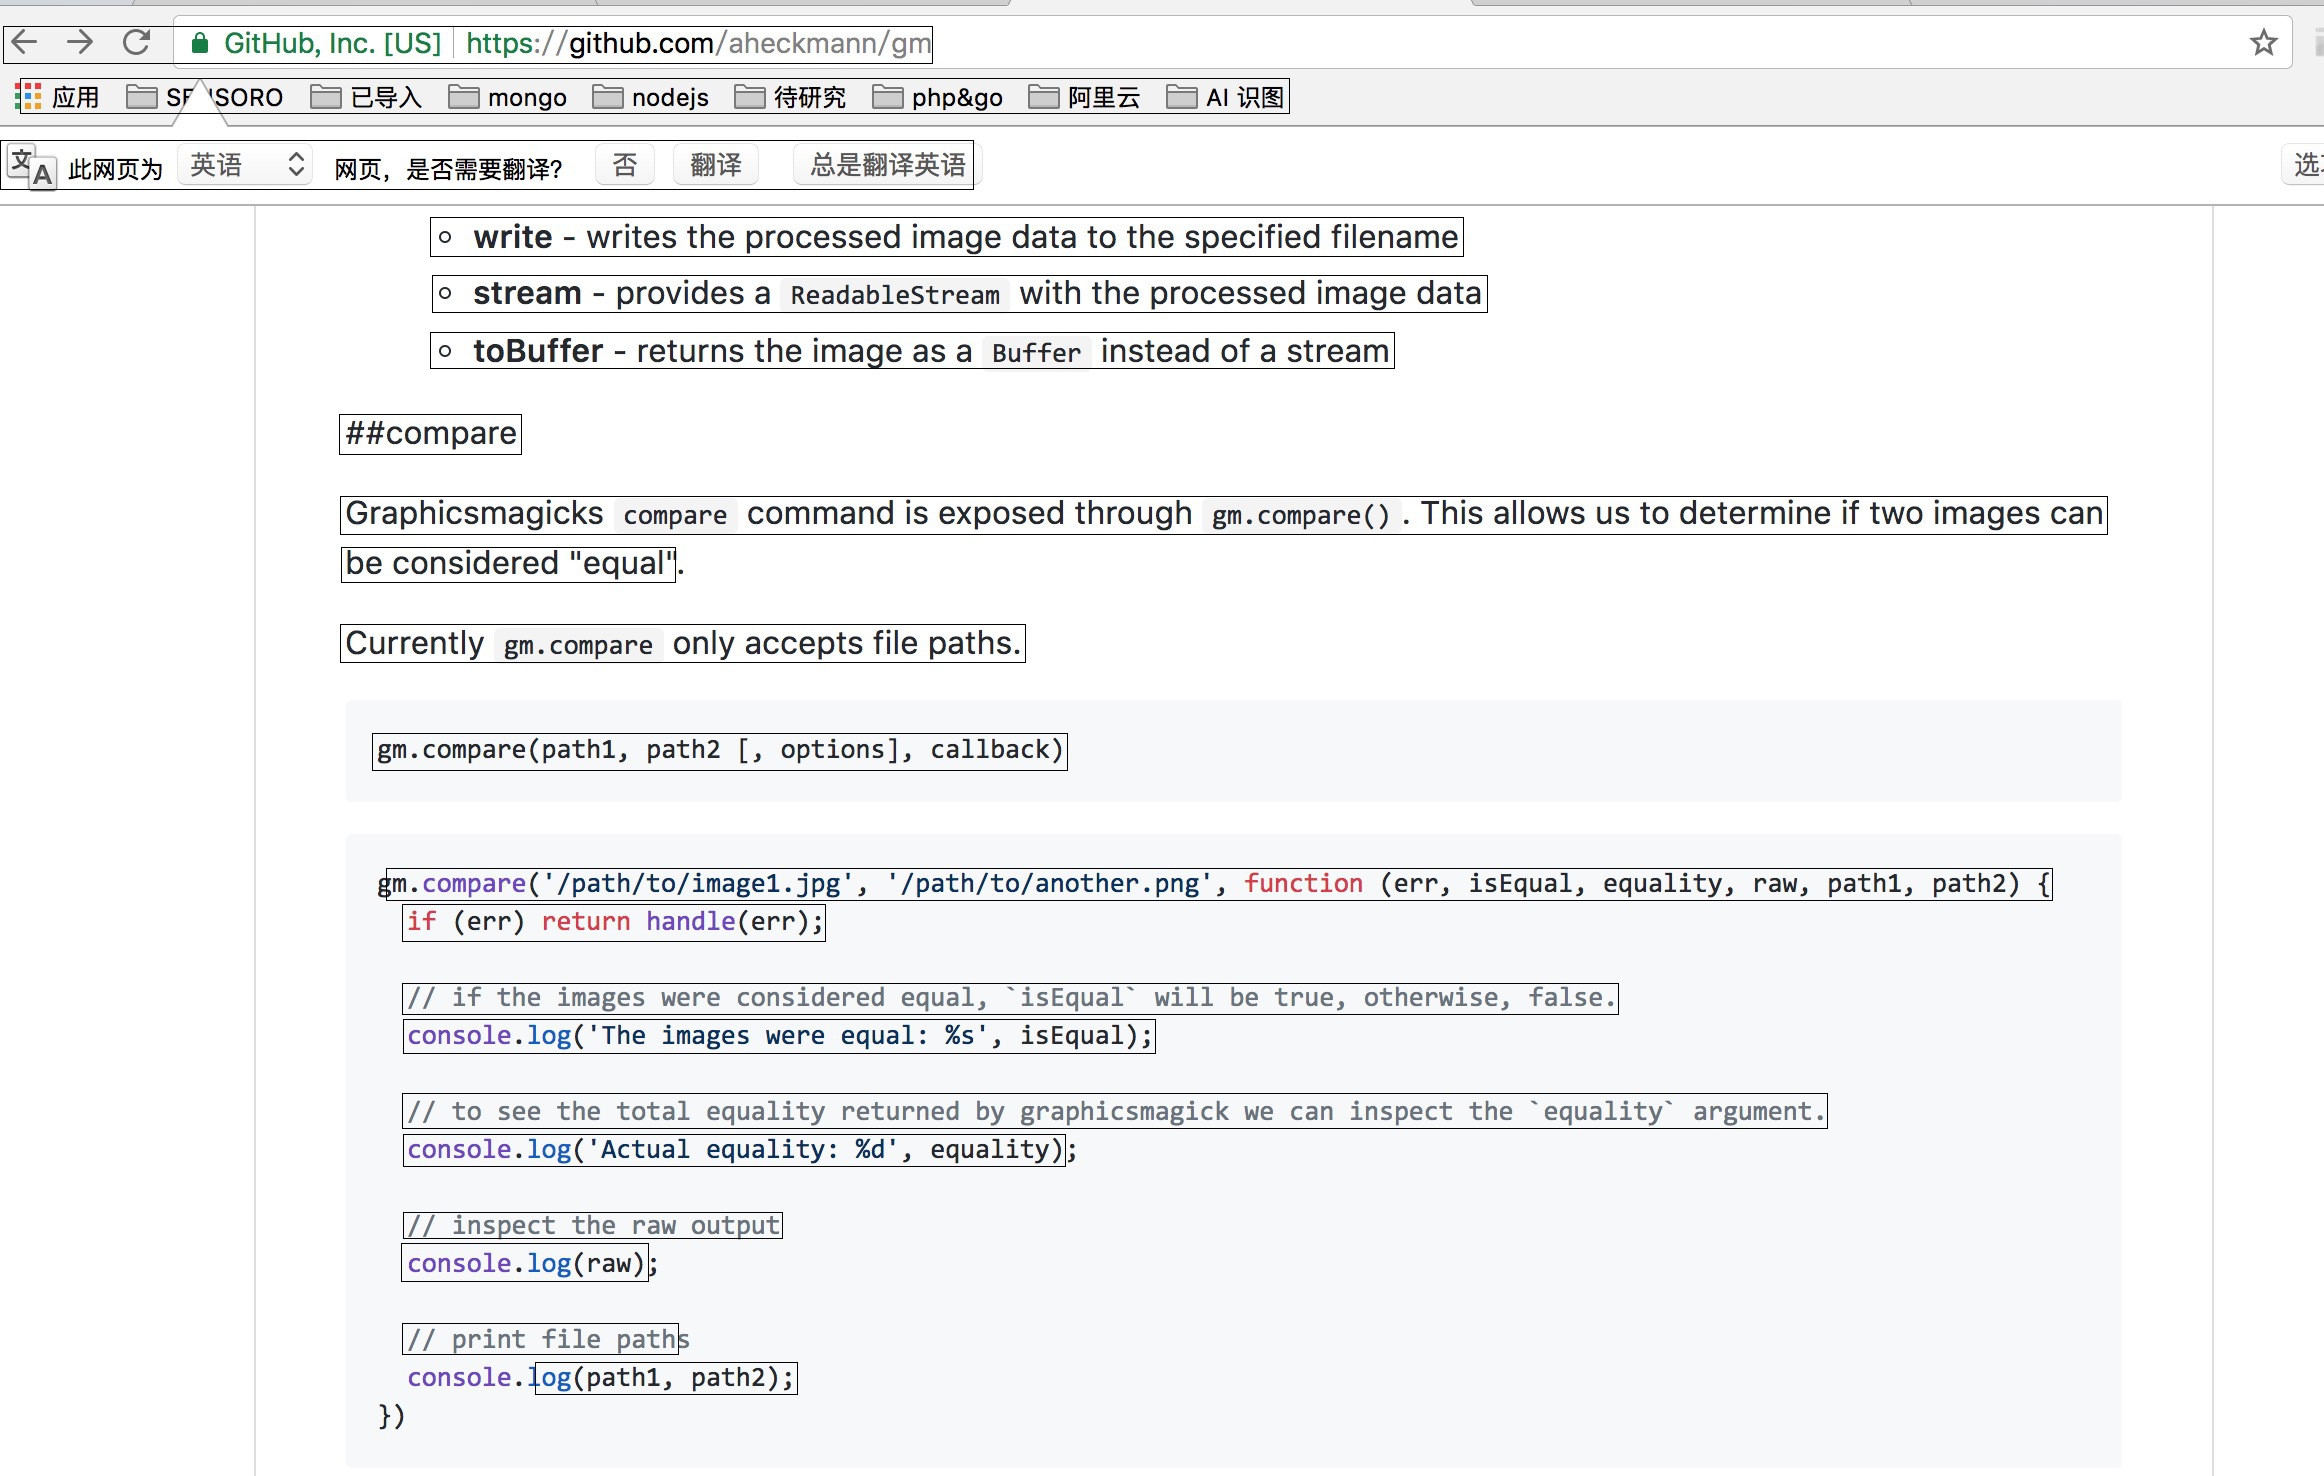 GitHub, Inc. [US] https://github.com/aheckmann/gm
应用 SENSORO 已导入 mongo nodejs 待研究 php&go 阿里云 AI 识图
文A 此网页为 英语 网页，是否需要翻译? 否 翻译 总是翻译英语
write - writes the processed image data to the specified filename
stream - provides a ReadableStream with the processed image data
toBuffer - returns the image as a Buffer instead of a stream
##compare
Graphicsmagicks compare command is exposed through gm.compare(). This allows us to determine if two images can
be considered "equal".
Currently gm.compare only accepts file paths.
gm.compare(path1, path2 [, options], callback)
gm.compare('/path/to/image1.jpg', '/path/to/another.png', function (err, isEqual, equality, raw, path1, path2) {
if (err) return handle(err);
// if the images were considered equal, `isEqual` will be true, otherwise, false.
console.log('The images were equal: %s', isEqual);
// to see the total equality returned by graphicsmagick we can inspect the `equality` argument.
console.log('Actual equality: %d', equality);
// inspect the raw output
console.log(raw);
// print file paths
console.log(path1, path2);
})